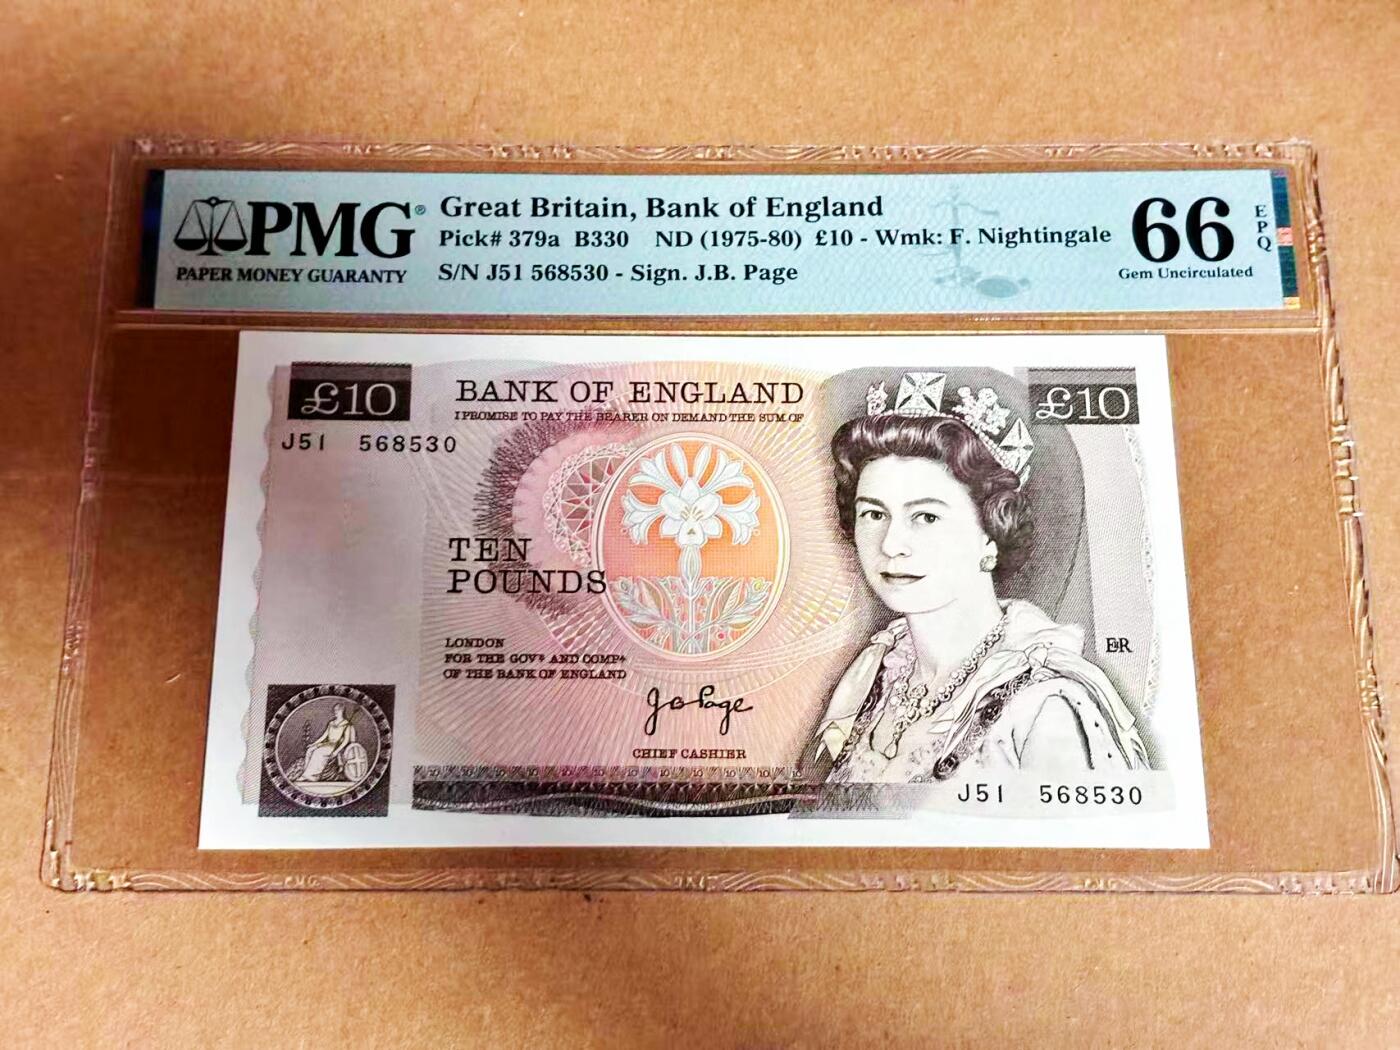 PMG®
PAPER MONEY GUARANTY
Great Britain, Bank of England
Pick# 379a B330 ND (1975-80) £10 - Wmk: F. Nightingale
S/N J51 568530 - Sign. J.B. Page
66
Gem Uncirculated
EPQ
£10
BANK OF ENGLAND
£10
I PROMISE TO PAY THE BEARER ON DEMAND THE SUM OF
J51 568530
TEN
POUNDS
LONDON
FOR THE GOVR AND COMPA
OF THE BANK OF ENGLAND
J B Page
CHIEF CASHIER
EIIR
J51 568530